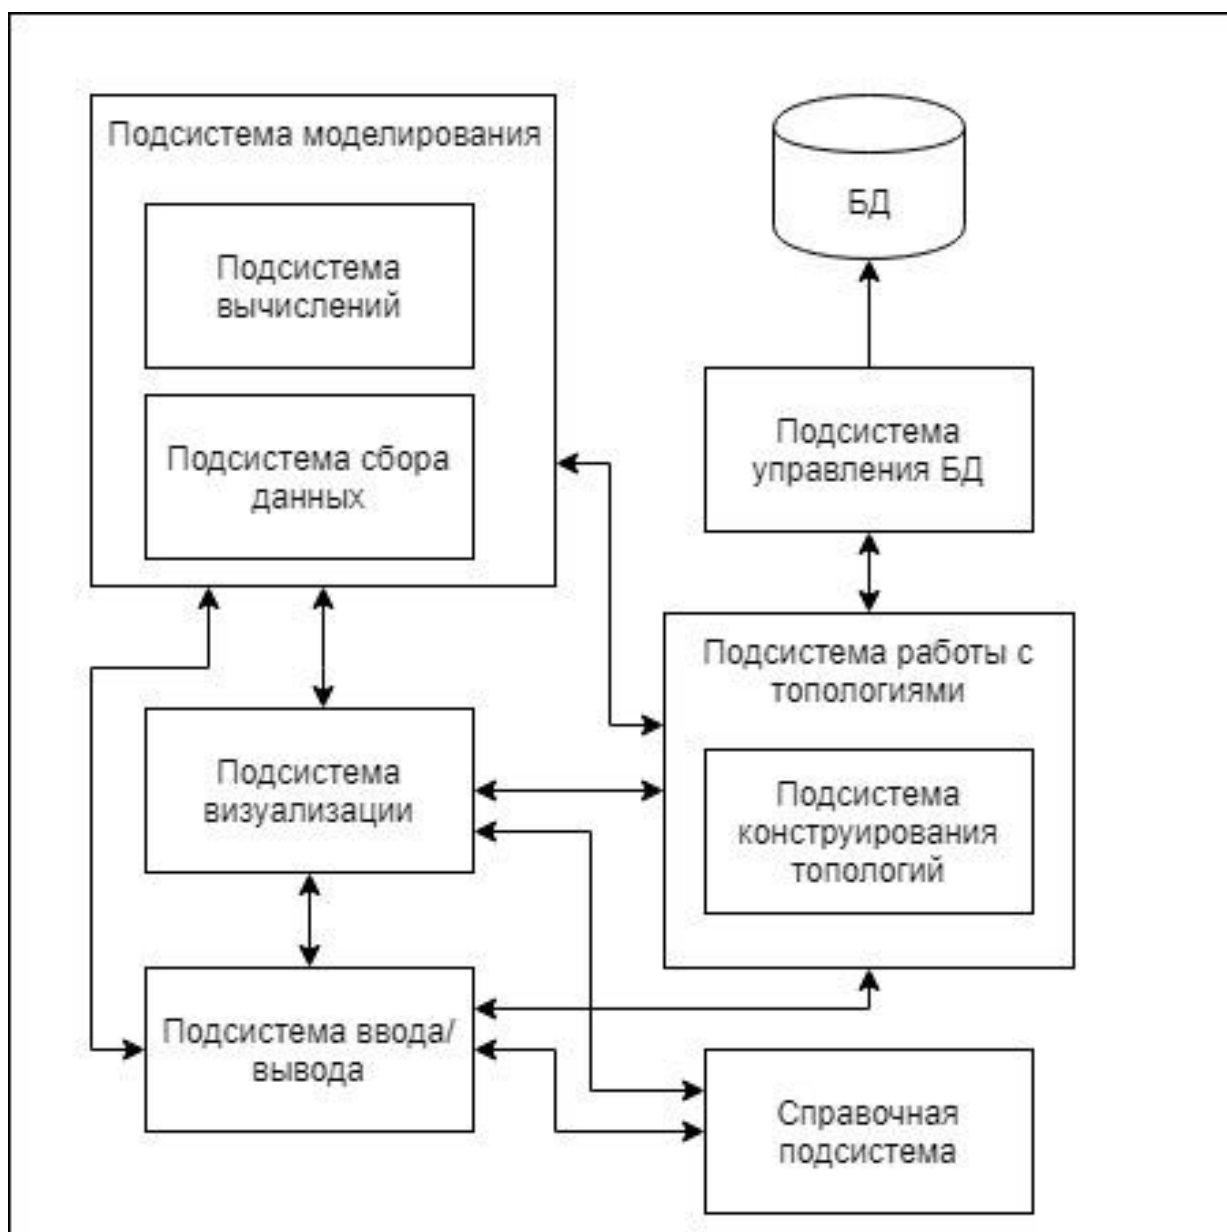 Подсистема моделирования
Подсистема
вычислений
Подсистема сбора
данных
БД
Подсистема
управления БД
Подсистема работы с
топологиями
Подсистема
конструирования
топологий
Подсистема
визуализации
Подсистема ввода/
вывода
Справочная
подсистема